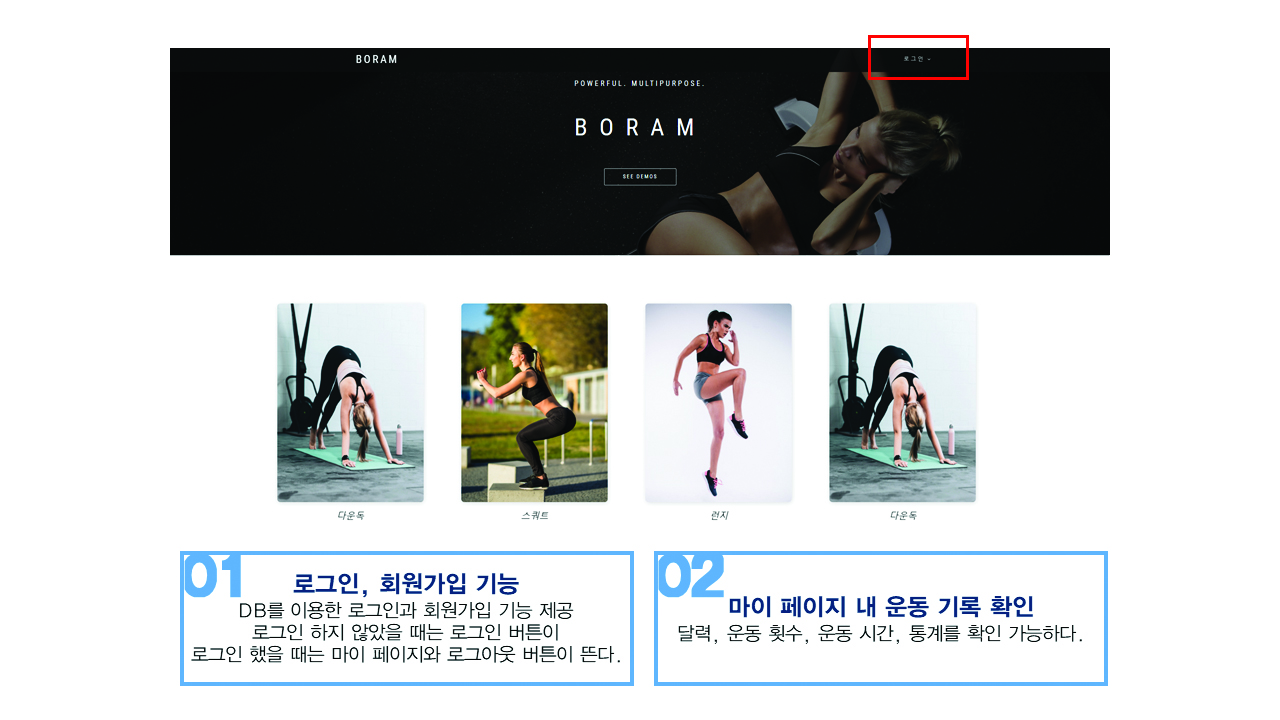 BORAM
로그인
POWERFUL. MULTIPURPOSE.
BORAM
SEE DEMOS
다운독
스쿼트
런지
다운독
01
로그인, 회원가입 기능
DB를 이용한 로그인과 회원가입 기능 제공
로그인 하지 않았을 때는 로그인 버튼이
로그인 했을 때는 마이 페이지와 로그아웃 버튼이 뜬다.
02
마이 페이지 내 운동 기록 확인
달력, 운동 횟수, 운동 시간, 통계를 확인 가능하다.